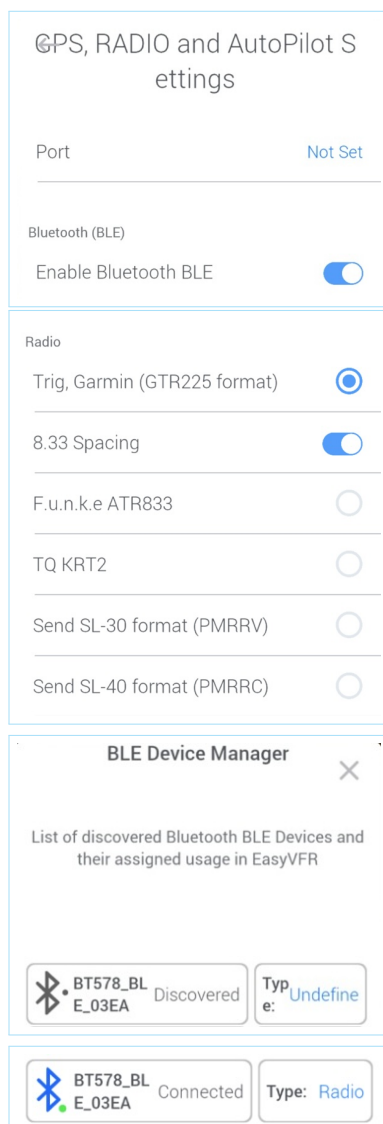 GPS, RADIO and AutoPilot S
ettings
Port Not Set
Bluetooth (BLE)
Enable Bluetooth BLE
Radio
Trig, Garmin (GTR225 format)
8.33 Spacing
F.u.n.k.e ATR833
TQ KRT2
Send SL-30 format (PMRRV)
Send SL-40 format (PMRRC)
BLE Device Manager
List of discovered Bluetooth BLE Devices and
their assigned usage in EasyVFR
BT578_BL
E_03EA Discovered Typ
e: Undefine
BT578_BL
E_03EA Connected Type: Radio